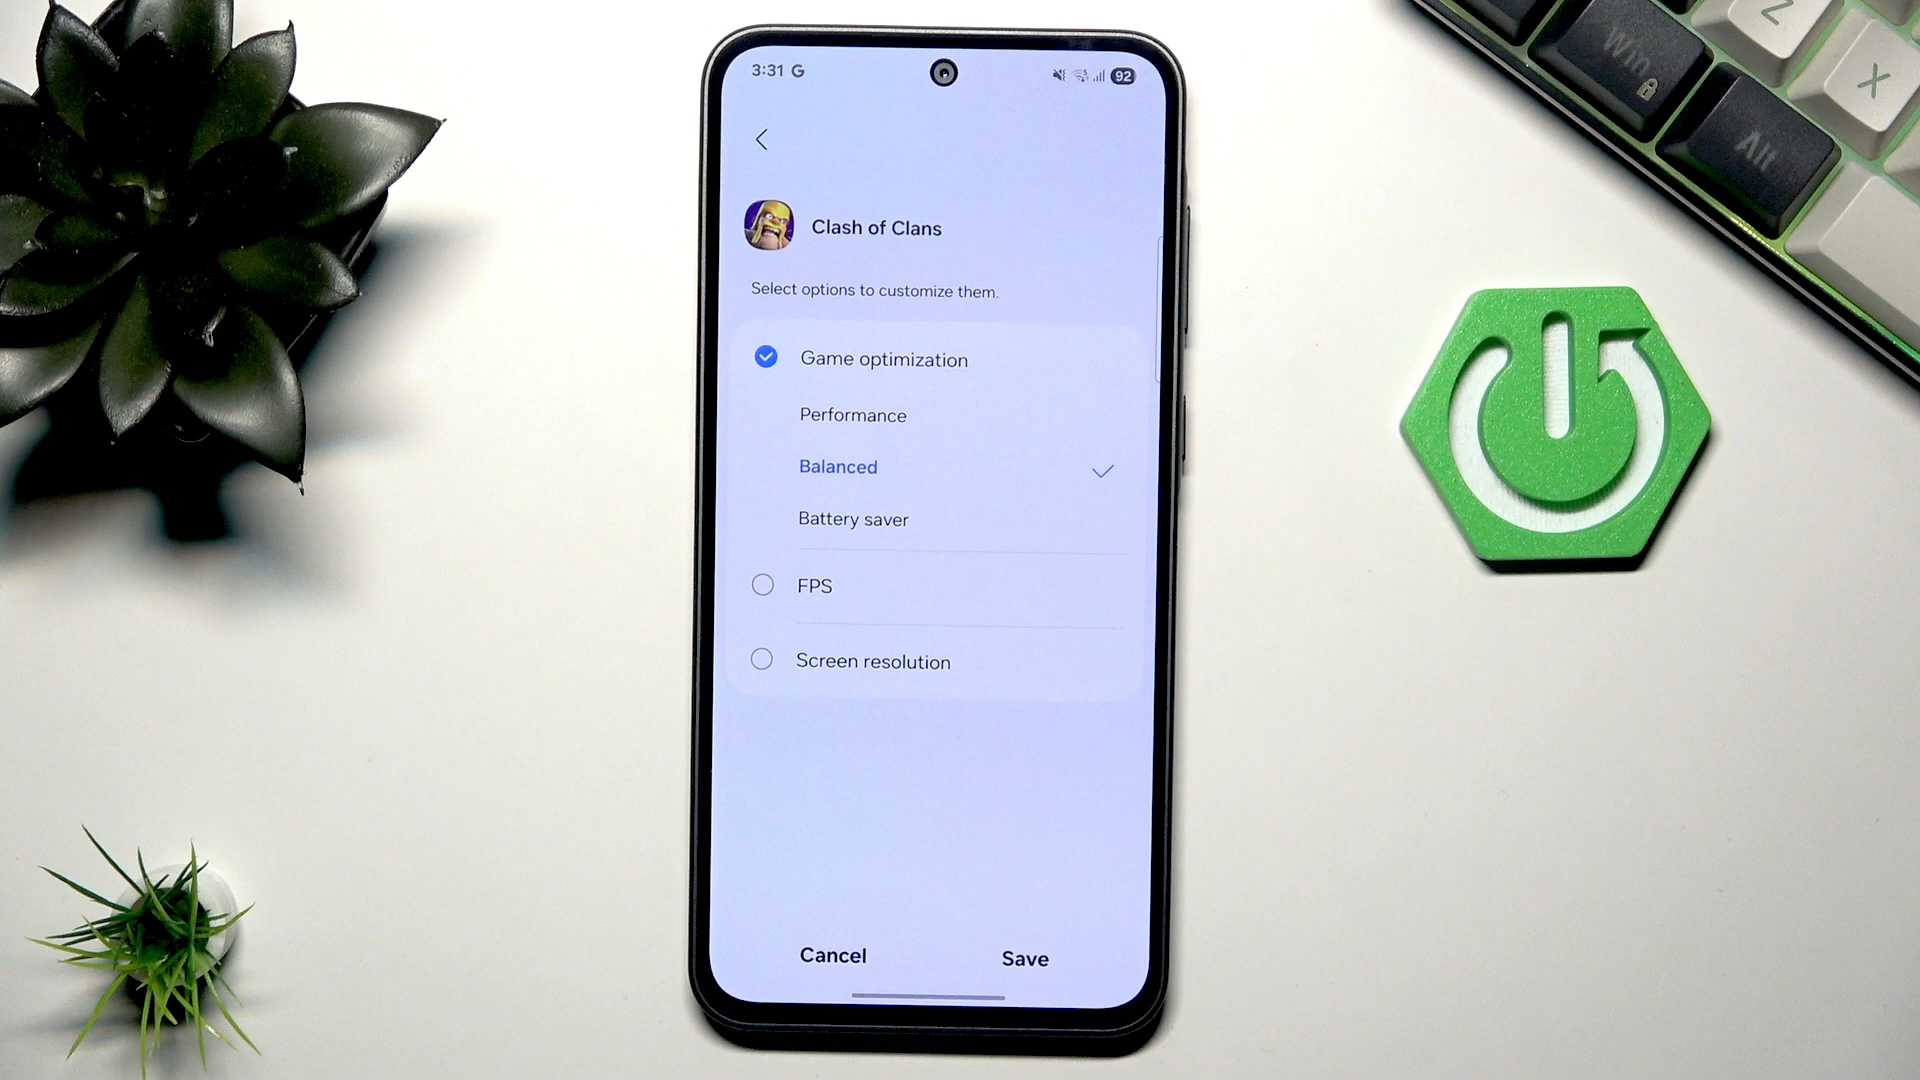 3:31 G 92
Clash of Clans
Select options to customize them.
Game optimization
Performance
Balanced
Battery saver
FPS
Screen resolution
Cancel Save
Win
Alt
Z
X